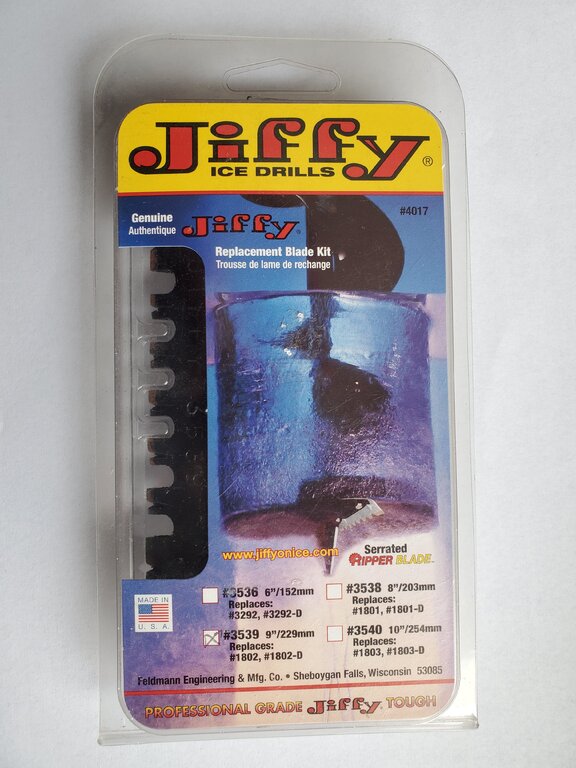 Jiffy®
ICE DRILLS
#4017
Genuine Jiffy®
Authentique
Replacement Blade Kit
Trousse de lame de rechange
www.jiffyonice.com
Serrated
RIPPER BLADE™
#3536 6"/152mm
Replaces:
#3292, #3292-D
#3538 8"/203mm
Replaces:
#1801, #1801-D
MADE IN
U. S. A.
#3539 9"/229mm
Replaces:
#1802, #1802-D
#3540 10"/254mm
Replaces:
#1803, #1803-D
Feldmann Engineering & Mfg. Co. • Sheboygan Falls, Wisconsin 53085
PROFESSIONAL GRADE Jiffy® TOUGH